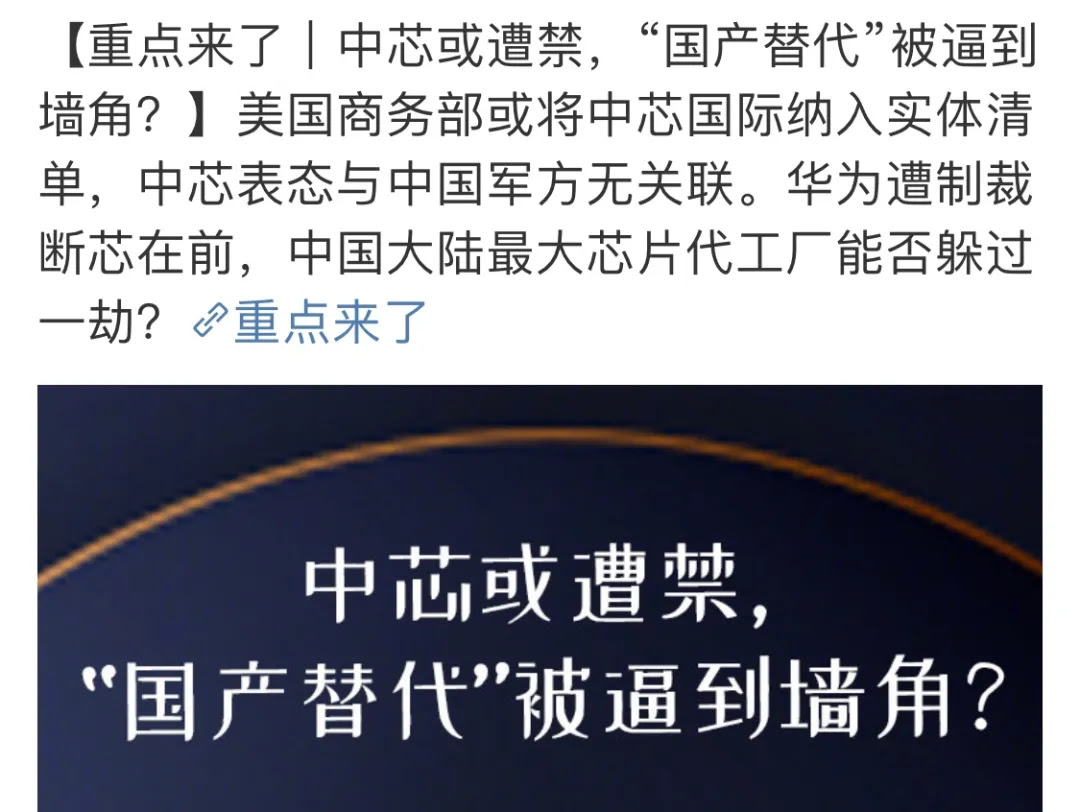 【重点来了｜中芯或遭禁，“国产替代”被逼到
墙角？】美国商务部或将中芯国际纳入实体清
单，中芯表态与中国军方无关联。华为遭制裁
断芯在前，中国大陆最大芯片代工厂能否躲过
一劫？ 重点来了
中芯或遭禁，
“国产替代”被逼到墙角？